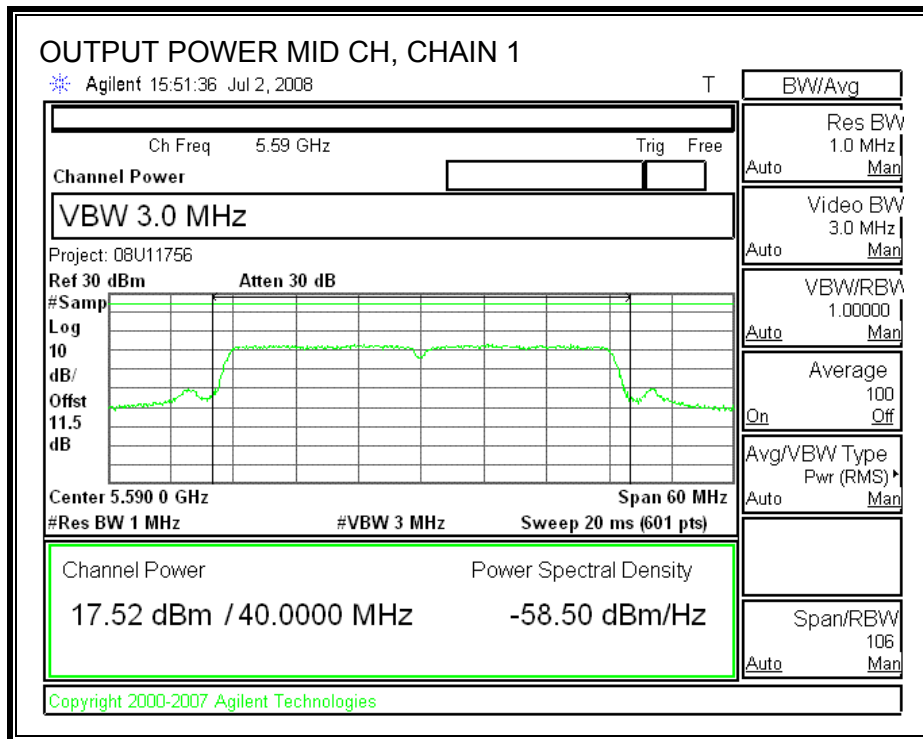 OUTPUT POWER MID CH, CHAIN 1
Agilent 15:51:36 Jul 2, 2008 T
Ch Freq 5.59 GHz Trig Free
Channel Power
VBW 3.0 MHz
Project: 08U11756
Ref 30 dBm Atten 30 dB
#Samp
Log
10
dB/
Offst
11.5
dB
Center 5.590 0 GHz Span 60 MHz
#Res BW 1 MHz #VBW 3 MHz Sweep 20 ms (601 pts)
Channel Power Power Spectral Density
17.52 dBm / 40.0000 MHz -58.50 dBm/Hz
Copyright 2000-2007 Agilent Technologies
BW/Avg
Res BW
1.0 MHz
Auto Man
Video BW
3.0 MHz
Auto Man
VBW/RBW
1.00000
Auto Man
Average
100
On Off
Avg/VBW Type
Pwr (RMS)
Auto Man
Span/RBW
106
Auto Man